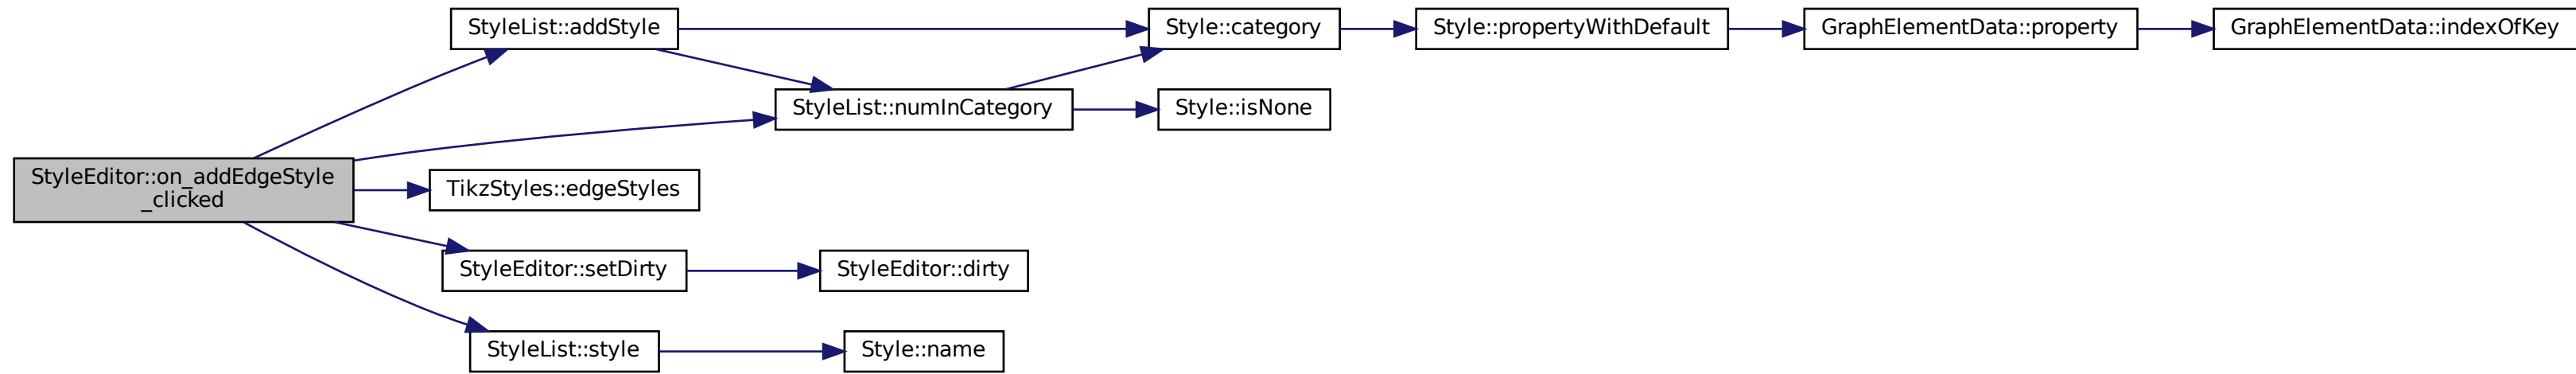 StyleList::addStyle
Style::category
Style::propertyWithDefault
GraphElementData::property
GraphElementData::indexOfKey
StyleList::numInCategory
Style::isNone
StyleEditor::on_addEdgeStyle
_clicked
TikzStyles::edgeStyles
StyleEditor::setDirty
StyleEditor::dirty
StyleList::style
Style::name